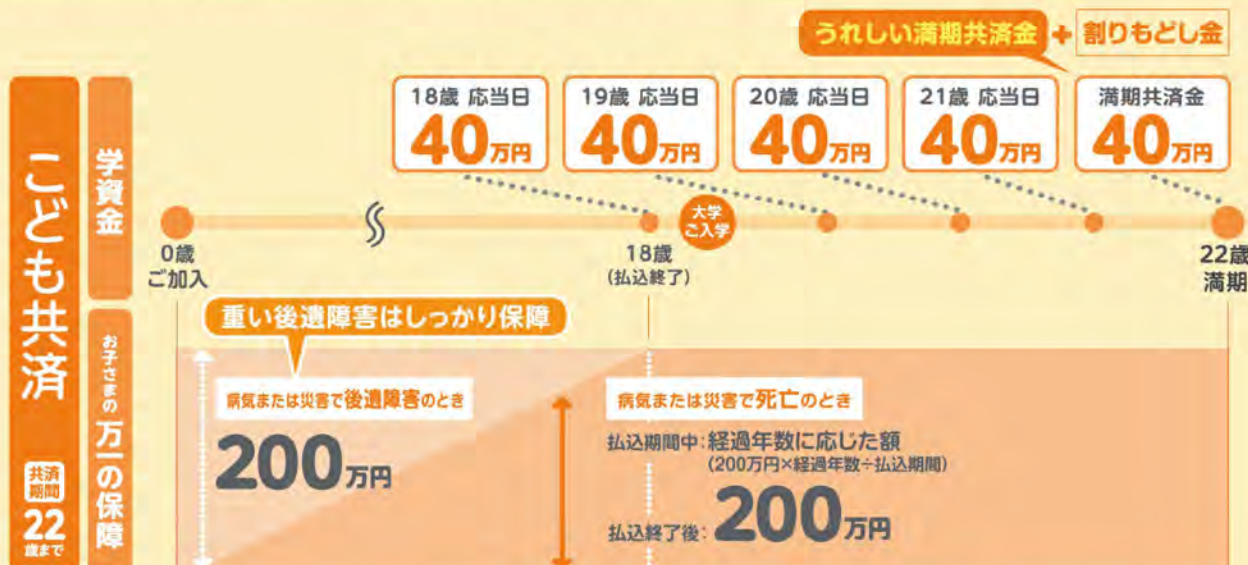 うれしい満期共済金 + 割りもどし金
こども共済
共済期間
22歳まで
学資金
18歳 応当日
40万円
19歳 応当日
40万円
20歳 応当日
40万円
21歳 応当日
40万円
満期共済金
40万円
0歳
ご加入
18歳
(払込終了)
大学
ご入学
22歳
満期
お子さまの万一の保障
重い後遺障害はしっかり保障
病気または災害で後遺障害のとき
200万円
病気または災害で死亡のとき
払込期間中:経過年数に応じた額
(200万円×経過年数÷払込期間)
払込終了後:200万円